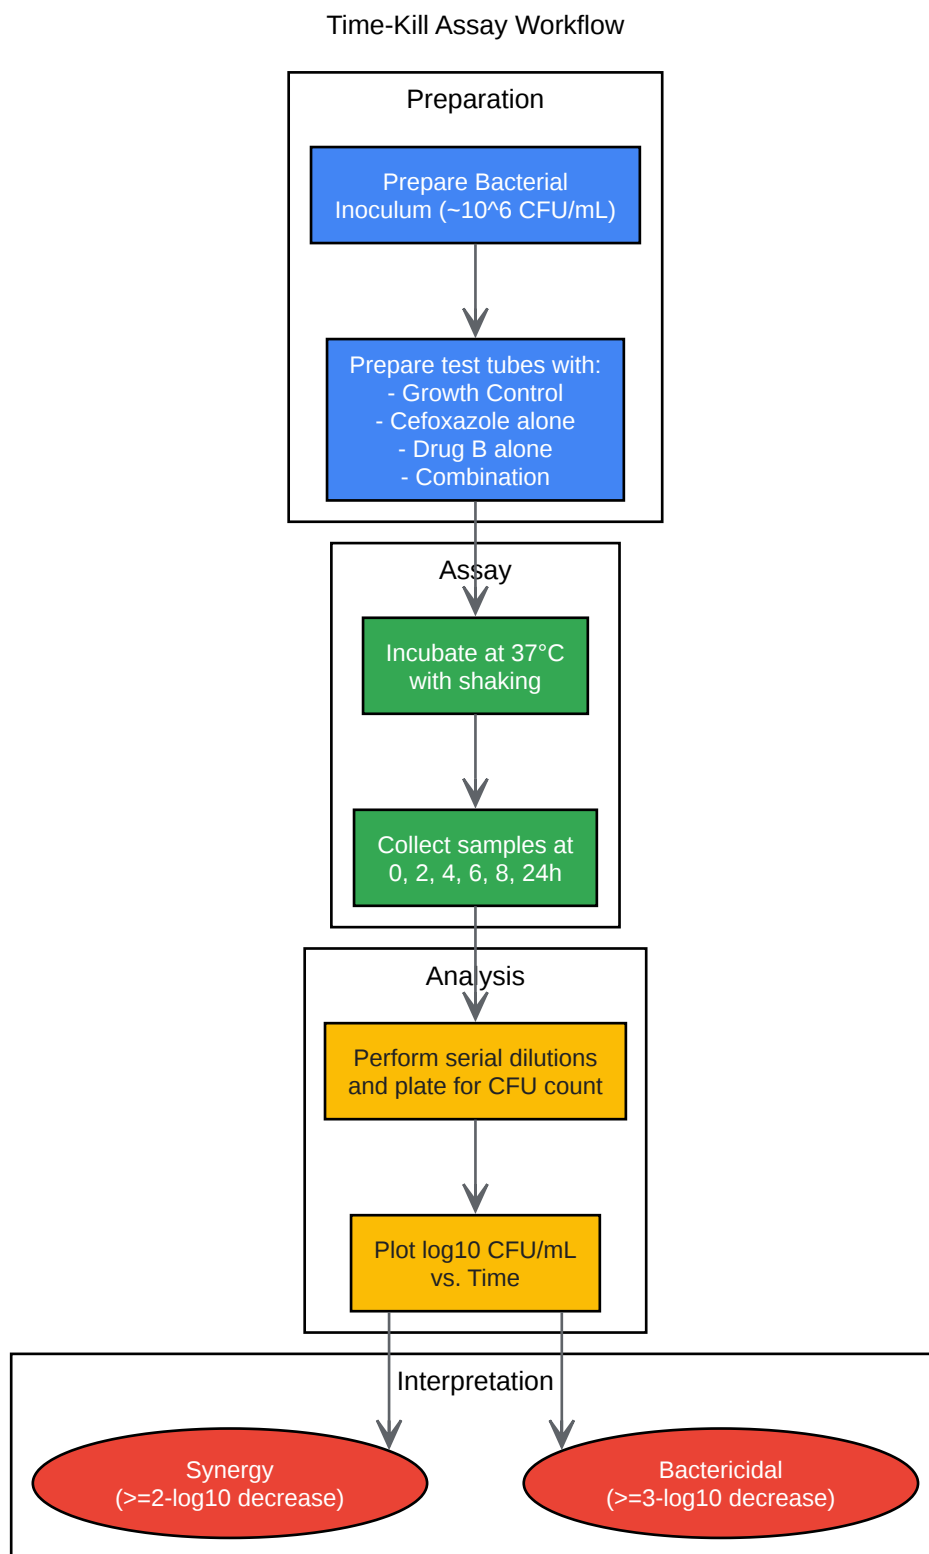 Time-Kill Assay Workflow
Preparation
Prepare Bacterial
Inoculum (~10^6 CFU/mL)
Prepare test tubes with:
- Growth Control
- Cefoxazole alone
- Drug B alone
- Combination
Assay
Incubate at 37°C
with shaking
Collect samples at
0, 2, 4, 6, 8, 24h
Analysis
Perform serial dilutions
and plate for CFU count
Plot log10 CFU/mL
vs. Time
Interpretation
Synergy
(>=2-log10 decrease)
Bactericidal
(>=3-log10 decrease)